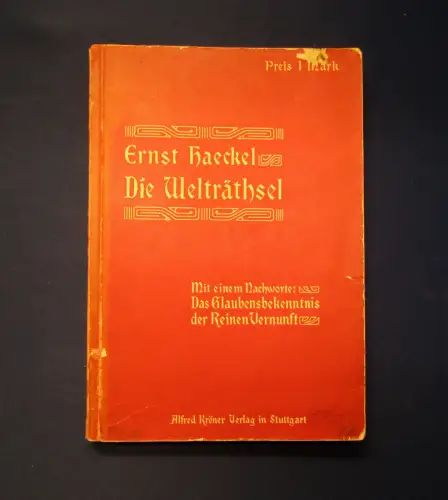 Preis 1 Mark
Ernst Haeckel
Die Welträthsel
Mit einem Nachworte:
Das Glaubensbekenntnis
der Reinen Vernunft
Alfred Kröner Verlag in Stuttgart